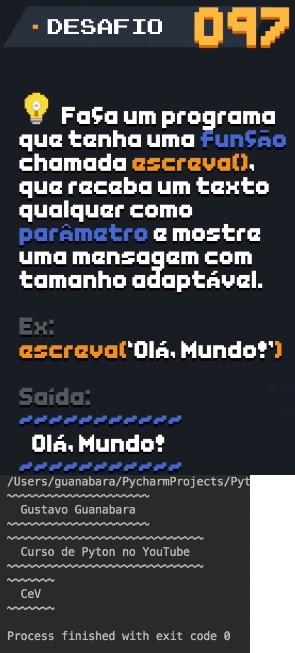 DESAFIO 097
Faça um programa
que tenha uma função
chamada escreva(),
que receba um texto
qualquer como
parâmetro e mostre
uma mensagem com
tamanho adaptável.
Ex:
escreva('Olá, Mundo!')
Saída:
~~~~~~~~~~~
Olá, Mundo!
~~~~~~~~~~~
/Users/guanabara/PycharmProjects/Pyt
~~~~~~~~~~~~~~~~~~~~
Gustavo Guanabara
~~~~~~~~~~~~~~~~~~~~
~~~~~~~~~~~~~~~~~~~~~~~~~~~~
Curso de Pyton no YouTube
~~~~~~~~~~~~~~~~~~~~~~~~~~~~
~~~~~~~
CeV
~~~~~~~
Process finished with exit code 0